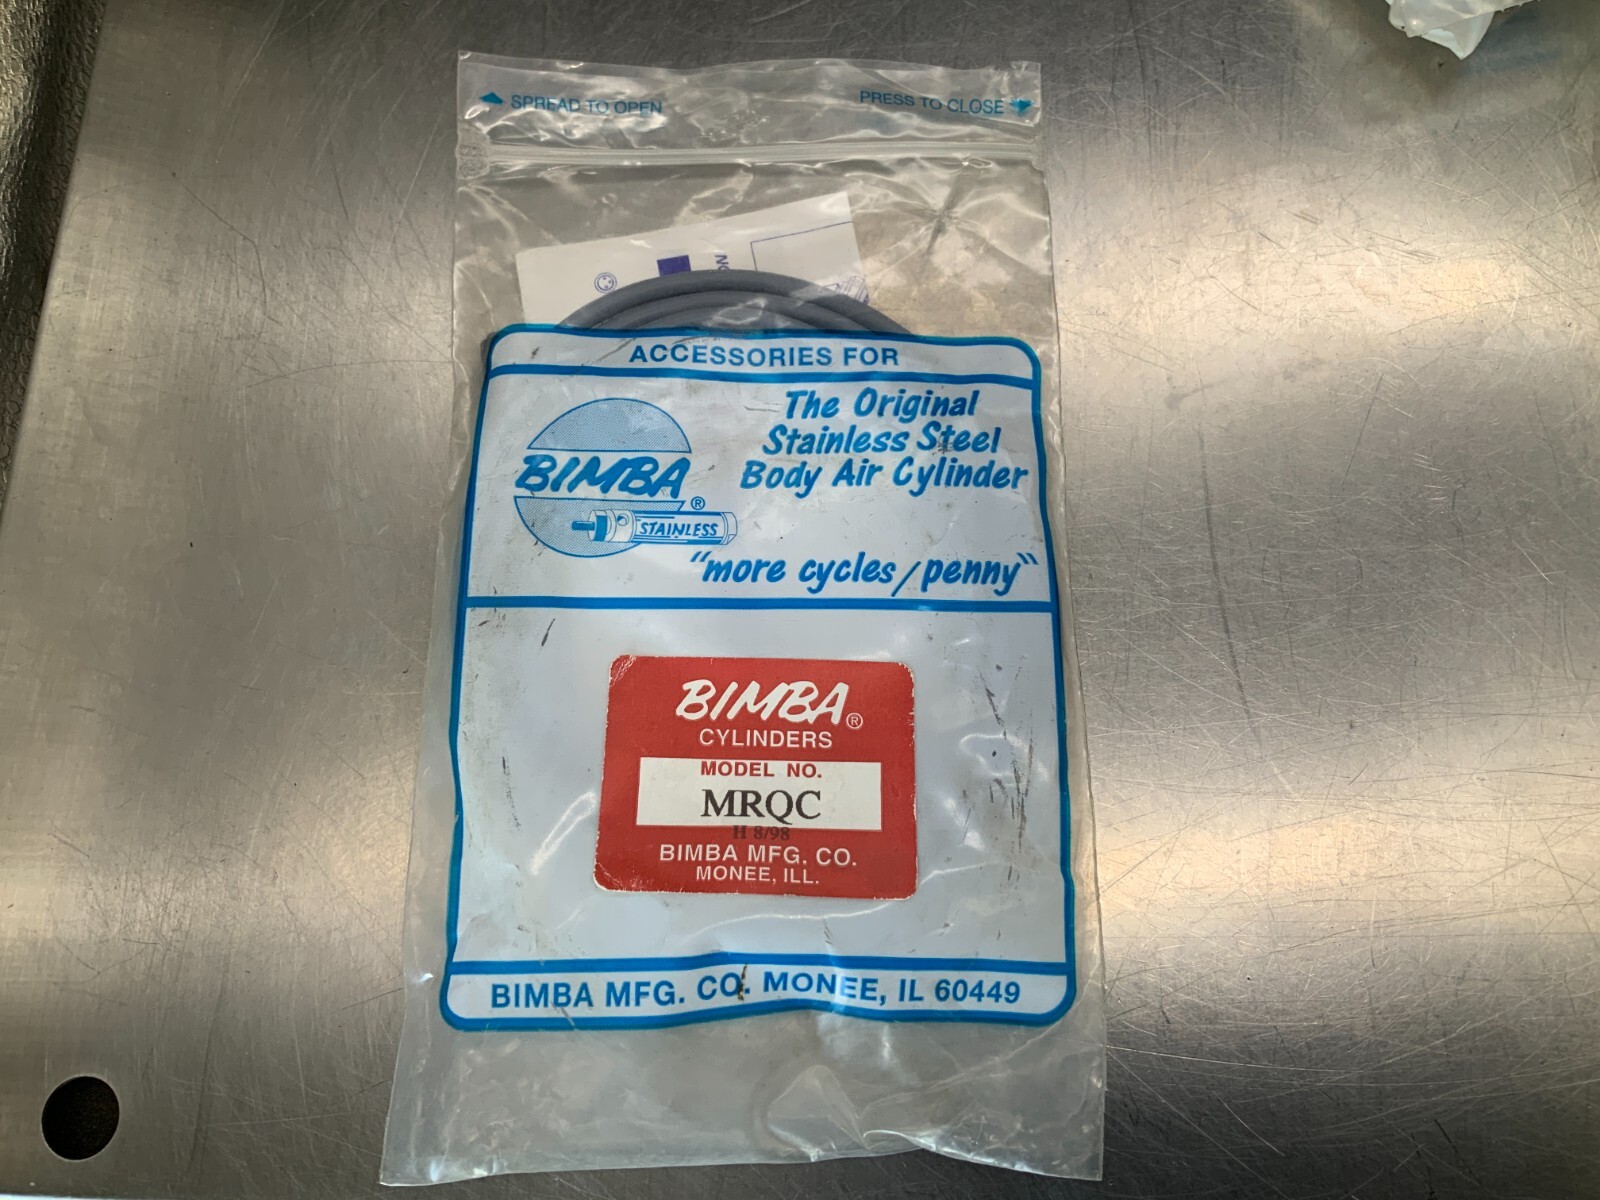 SPREAD TO OPEN
PRESS TO CLOSE
ACCESSORIES FOR
The Original
Stainless Steel
Body Air Cylinder
BIMBA®
STAINLESS
"more cycles/penny"
BIMBA®
CYLINDERS
MODEL NO.
MRQC
H 8/98
BIMBA MFG. CO.
MONEE, ILL.
BIMBA MFG. CO. MONEE, IL 60449